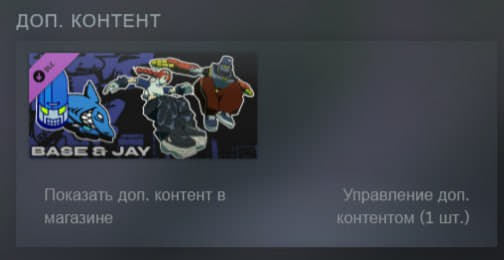 ДОП. КОНТЕНТ
DLC
BASE & JAY
Показать доп. контент в
магазине
Управление доп.
контентом (1 шт.)